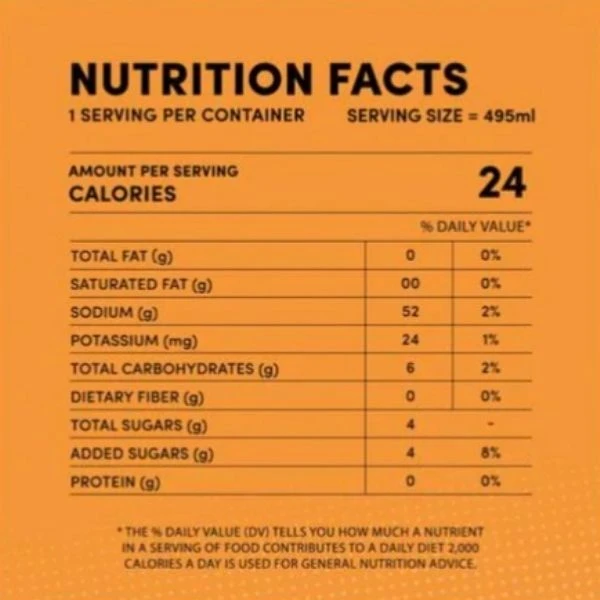 NUTRITION FACTS
1 SERVING PER CONTAINER SERVING SIZE = 495ml
AMOUNT PER SERVING
CALORIES 24
% DAILY VALUE*
TOTAL FAT (g) 0 0%
SATURATED FAT (g) 00 0%
SODIUM (g) 52 2%
POTASSIUM (mg) 24 1%
TOTAL CARBOHYDRATES (g) 6 2%
DIETARY FIBER (g) 0 0%
TOTAL SUGARS (g) 4 -
ADDED SUGARS (g) 4 8%
PROTEIN (g) 0 0%
* THE % DAILY VALUE (DV) TELLS YOU HOW MUCH A NUTRIENT
IN A SERVING OF FOOD CONTRIBUTES TO A DAILY DIET 2,000
CALORIES A DAY IS USED FOR GENERAL NUTRITION ADVICE.